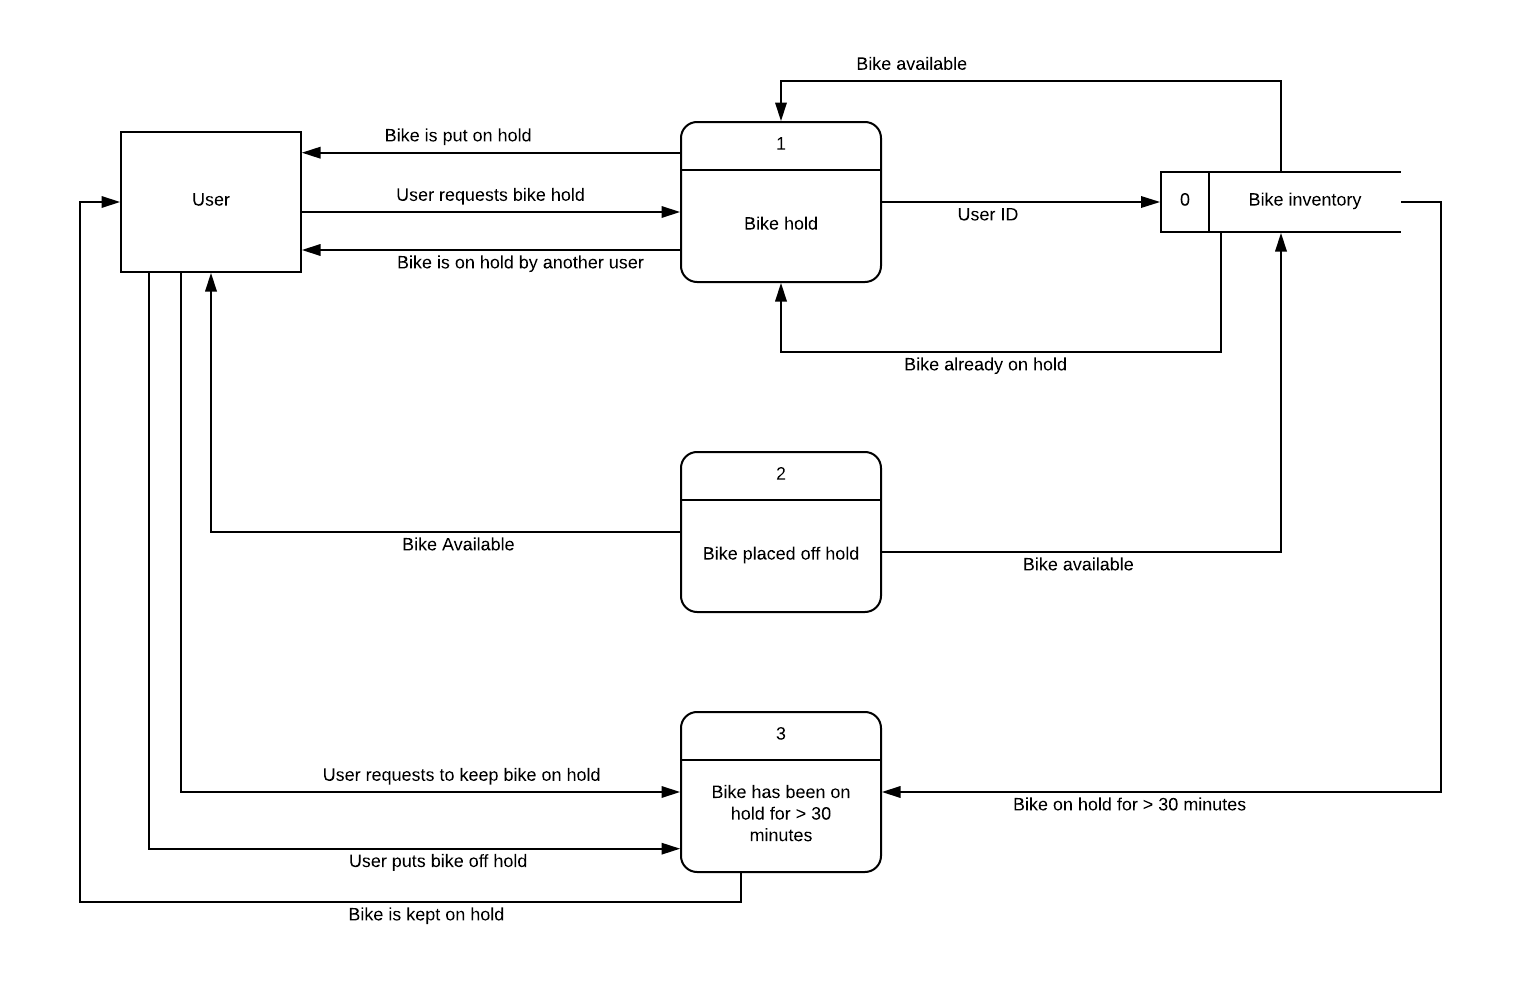 Bike available
Bike is put on hold
1
User
User requests bike hold
Bike hold
User ID
0
Bike inventory
Bike is on hold by another user
Bike already on hold
2
Bike Available
Bike placed off hold
Bike available
3
User requests to keep bike on hold
Bike has been on
hold for > 30
minutes
Bike on hold for > 30 minutes
User puts bike off hold
Bike is kept on hold